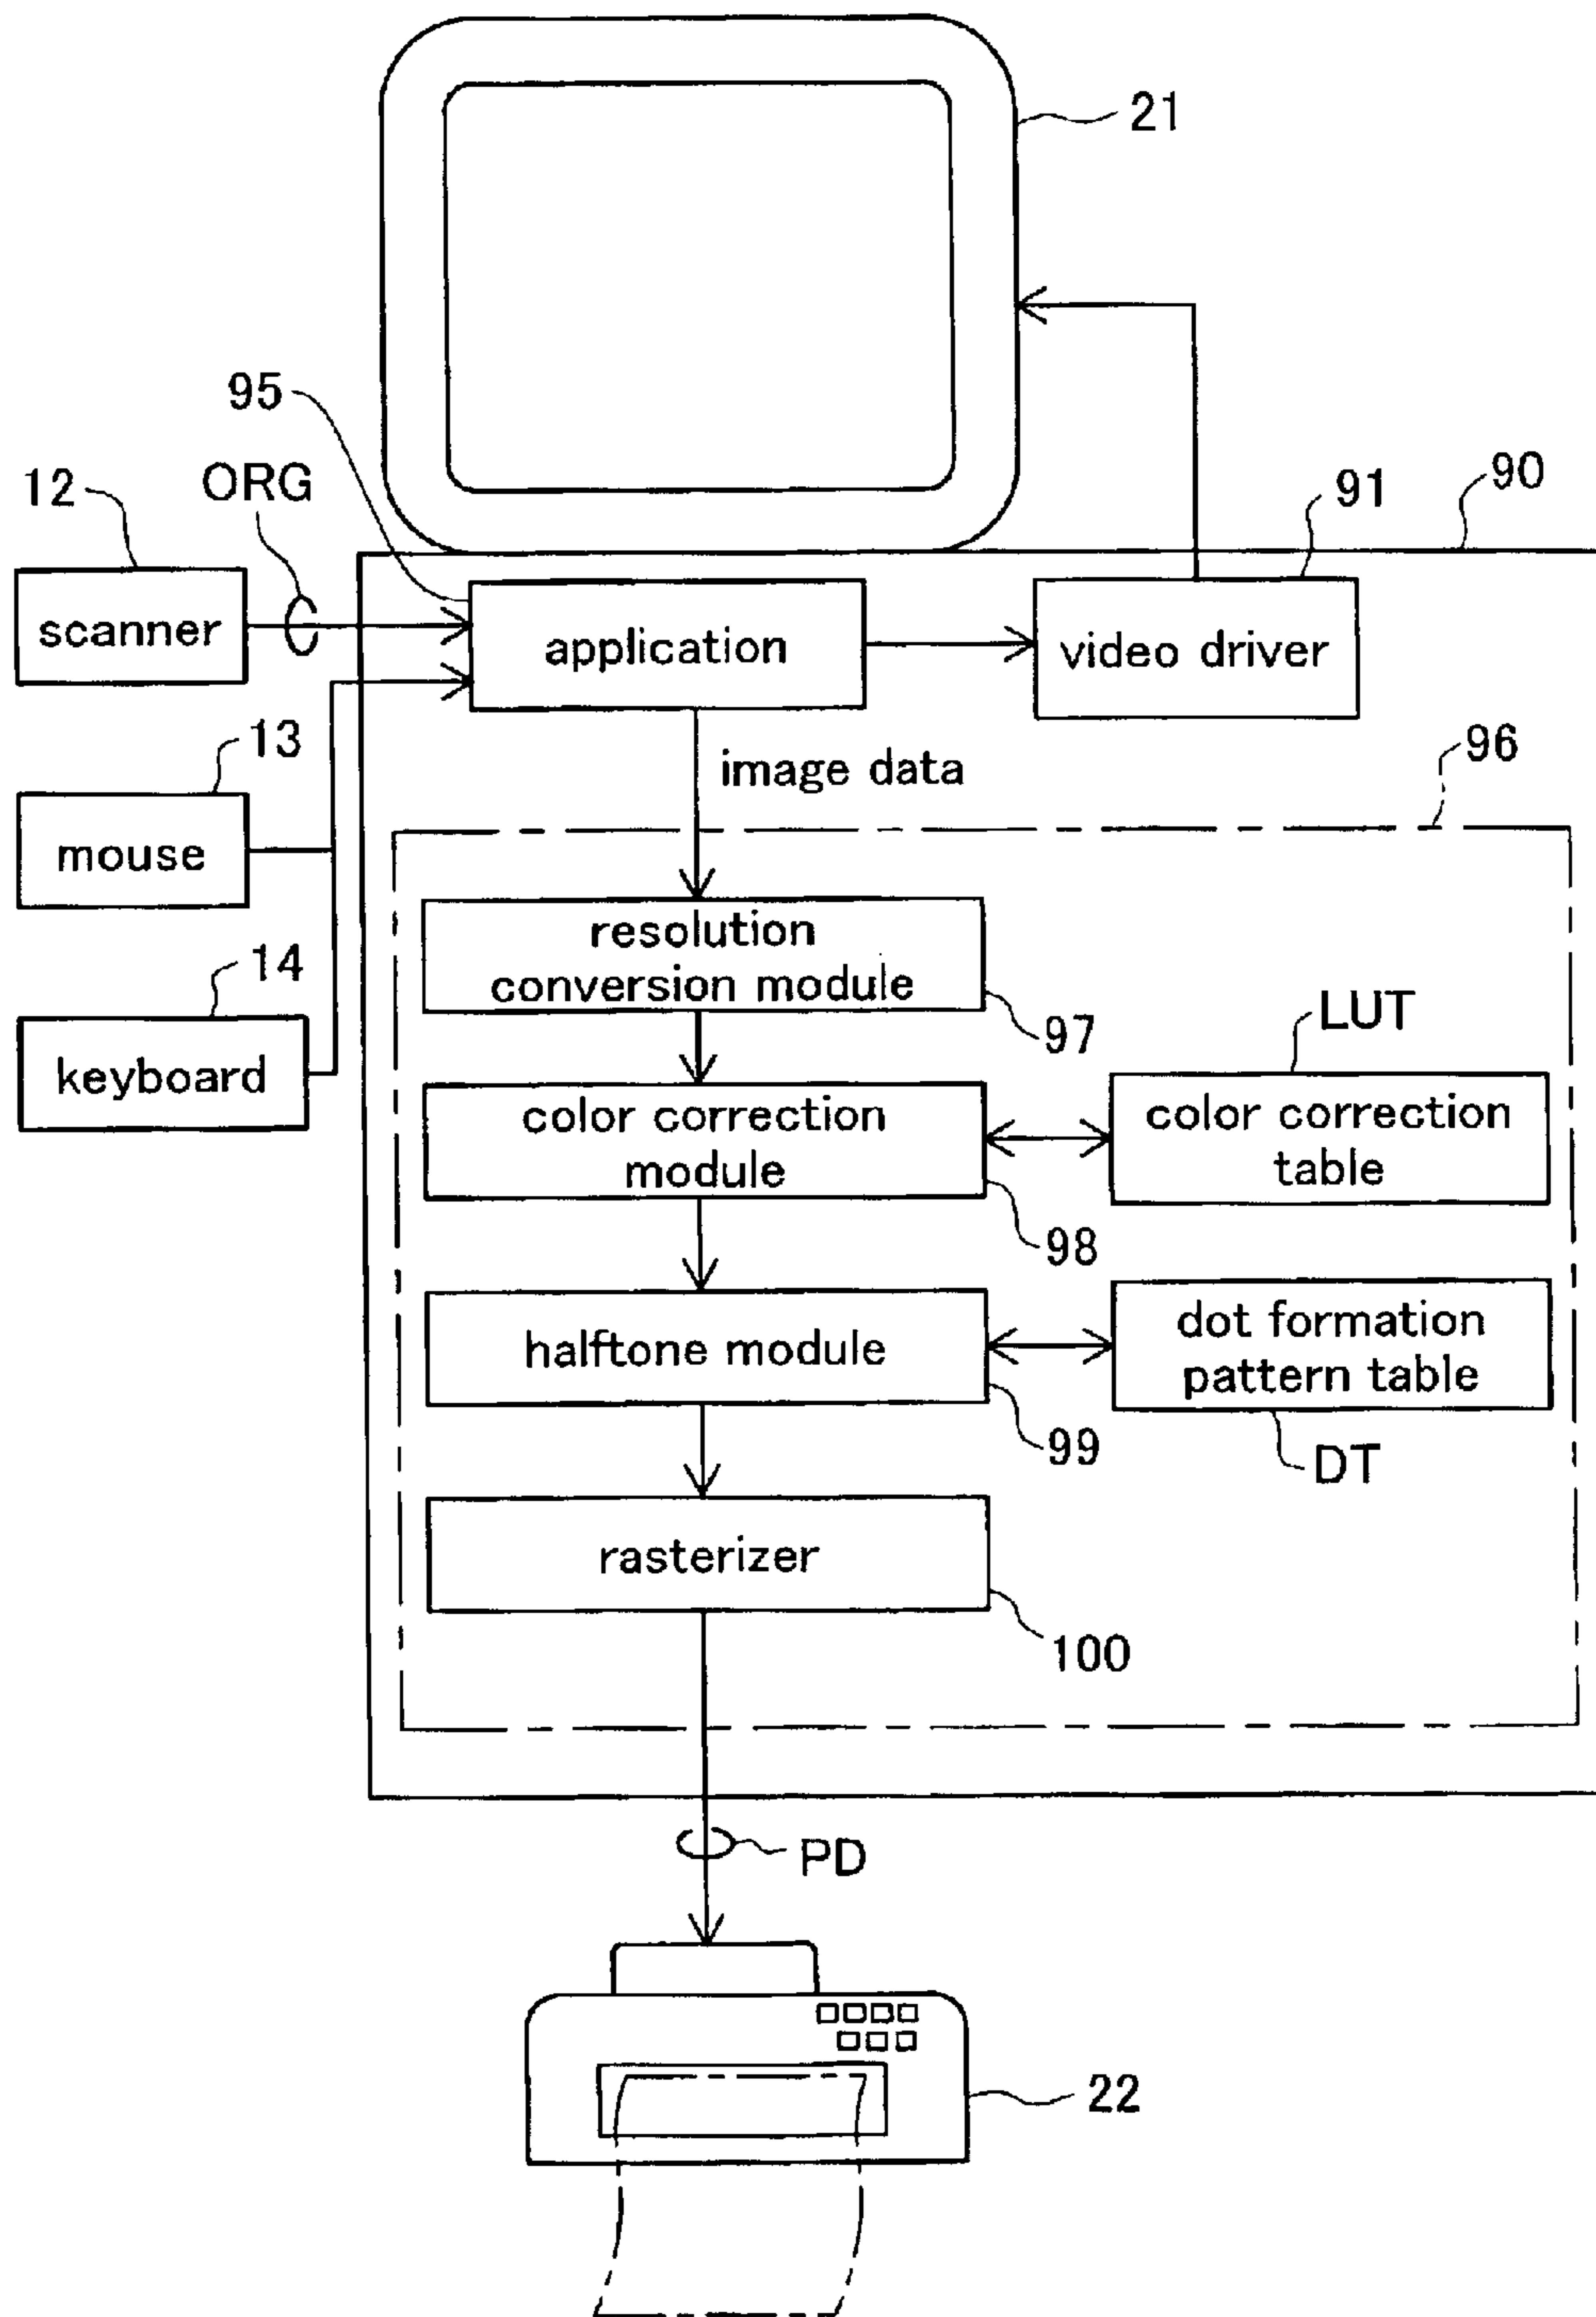 21
95
12
ORG
91
90
scanner
application
video driver
13
image data
96
mouse
resolution
conversion module
14
97
LUT
keyboard
color correction
module
color correction
table
98
halftone module
dot formation
pattern table
99
DT
rasterizer
100
PD
22